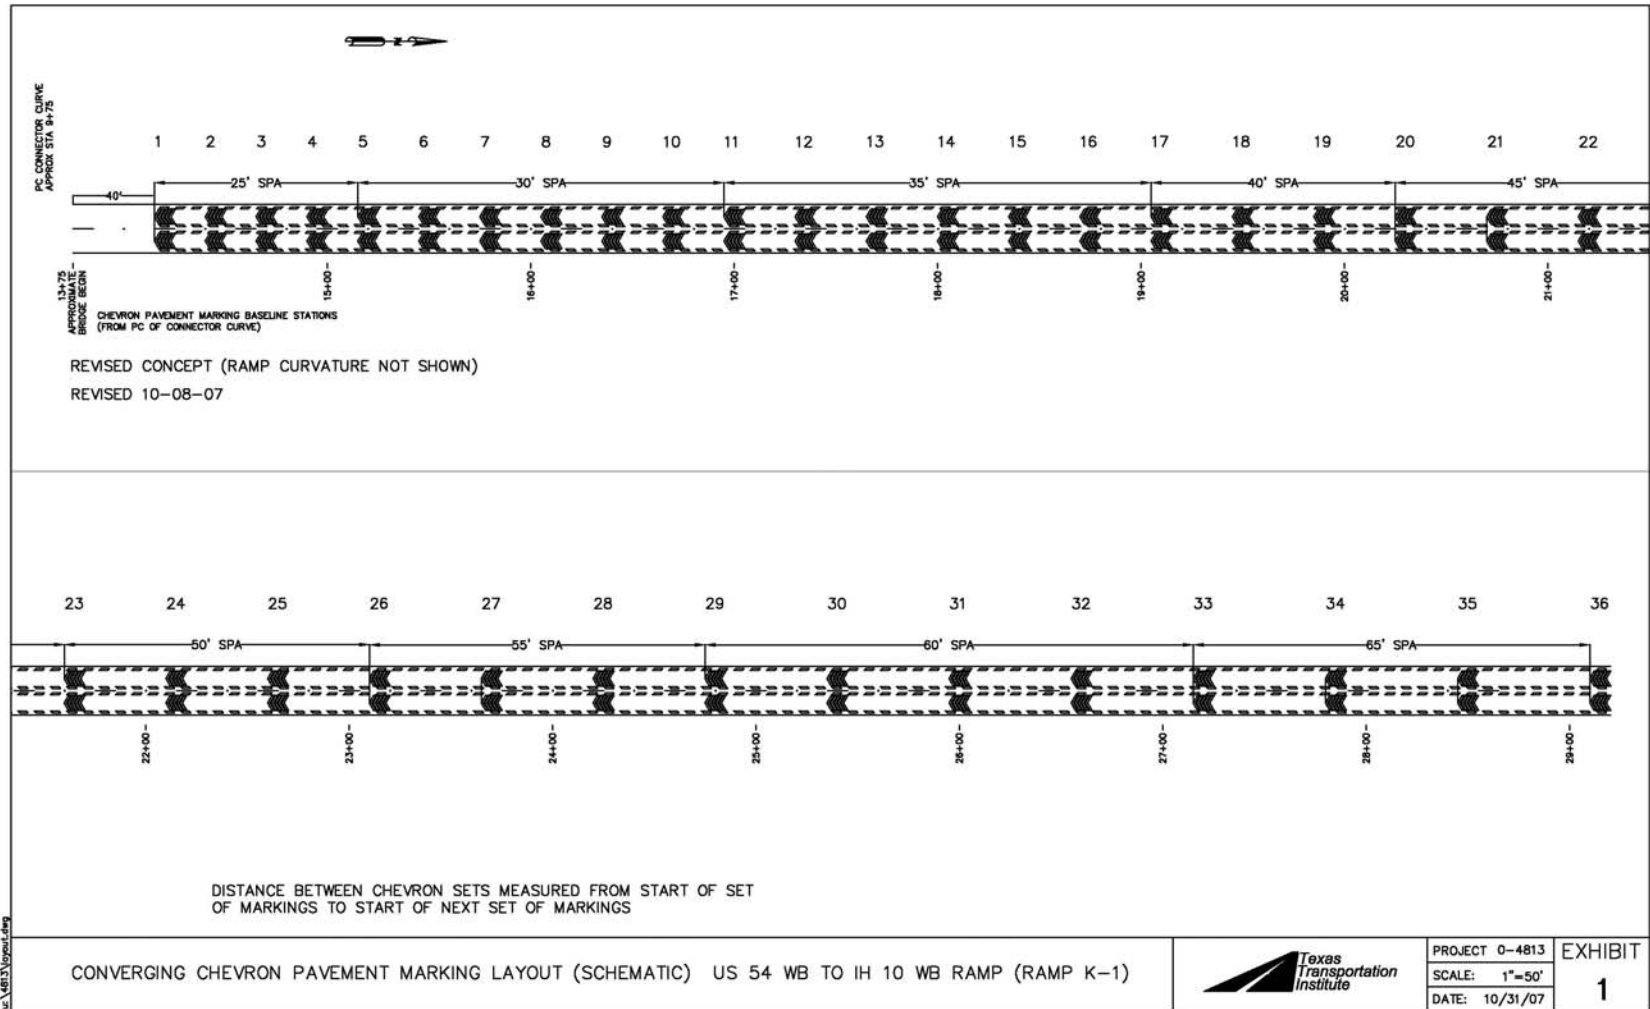 N
PC CONNECTOR CURVE
APPROX STA 9+75
1 2 3 4 5 6 7 8 9 10 11 12 13 14 15 16 17 18 19 20 21 22
40' 25' SPA 30' SPA 35' SPA 40' SPA 45' SPA
13+75
APPROXIMATE
BRIDGE BEGIN
15+00 16+00 17+00 18+00 19+00 20+00 21+00
CHEVRON PAVEMENT MARKING BASELINE STATIONS
(FROM PC OF CONNECTOR CURVE)
REVISED CONCEPT (RAMP CURVATURE NOT SHOWN)
REVISED 10-08-07
23 24 25 26 27 28 29 30 31 32 33 34 35 36
50' SPA 55' SPA 60' SPA 65' SPA
22+00 23+00 24+00 25+00 26+00 27+00 28+00 29+00
DISTANCE BETWEEN CHEVRON SETS MEASURED FROM START OF SET
OF MARKINGS TO START OF NEXT SET OF MARKINGS
CONVERGING CHEVRON PAVEMENT MARKING LAYOUT (SCHEMATIC) US 54 WB TO IH 10 WB RAMP (RAMP K-1)
Texas
Transportation
Institute
PROJECT 0-4813
SCALE: 1"=50'
DATE: 10/31/07
EXHIBIT
1